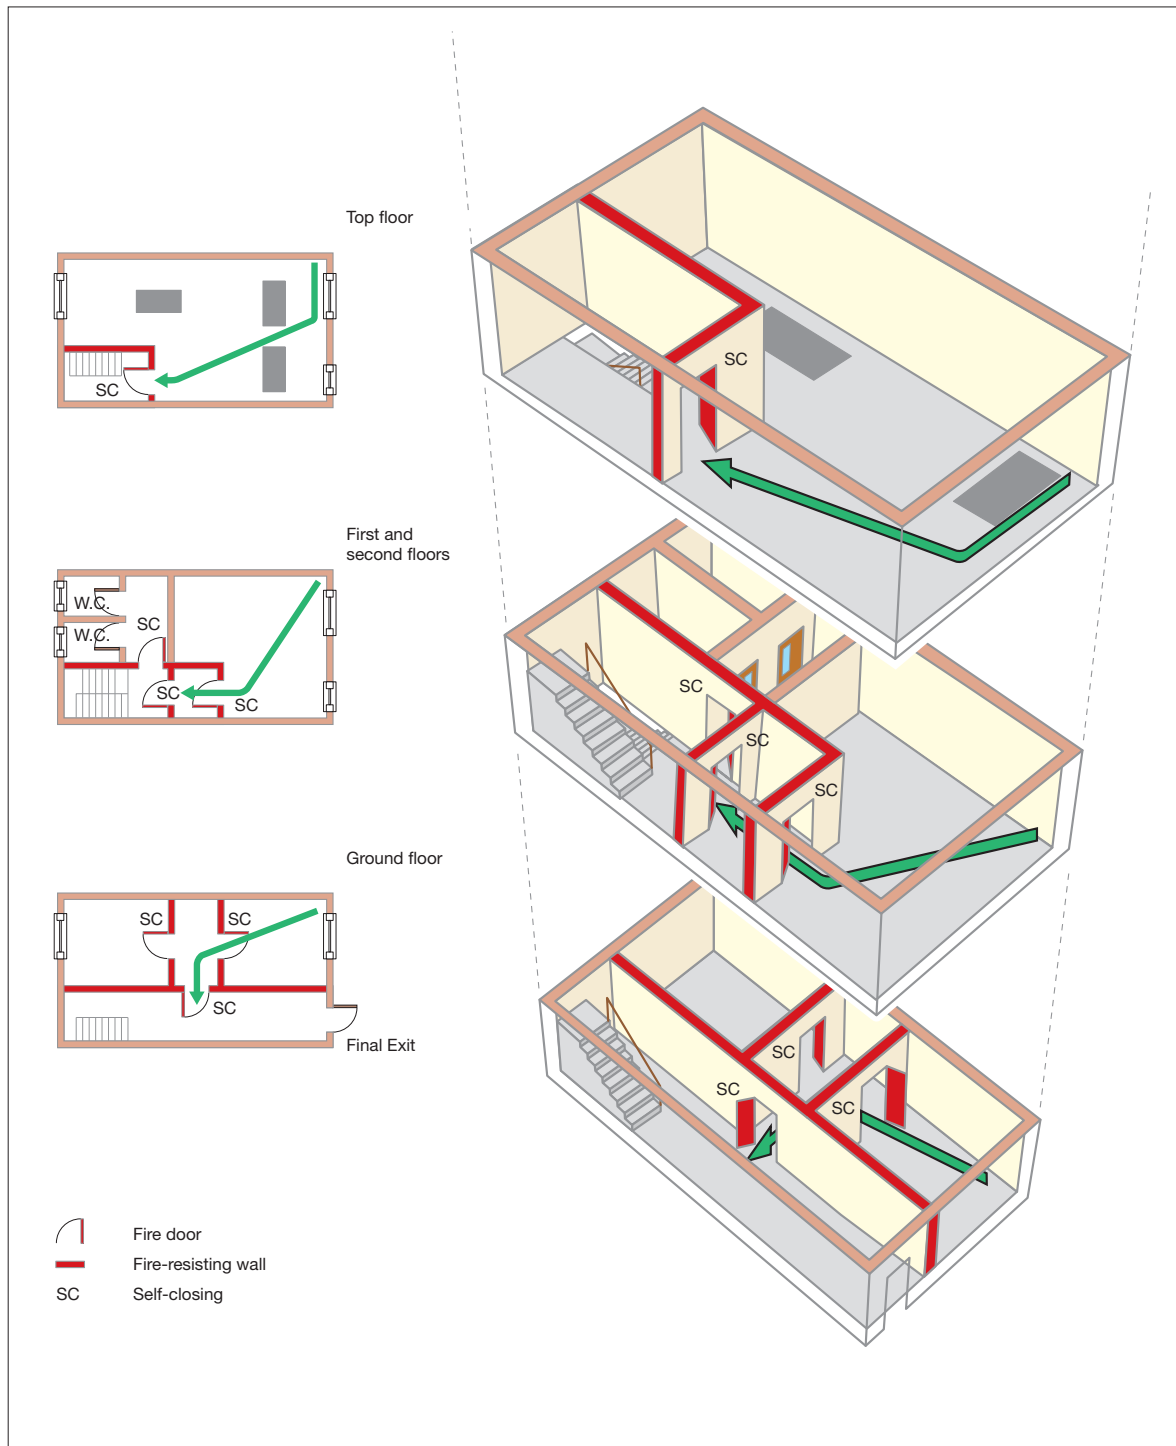 Top floor
SC
SC
First and
second floors
W.C.
SC
W.C.
SC
SC
SC
SC
SC
Ground floor
SC
SC
SC
Final Exit
SC
SC
SC
Fire door
Fire-resisting wall
SC
Self-closing